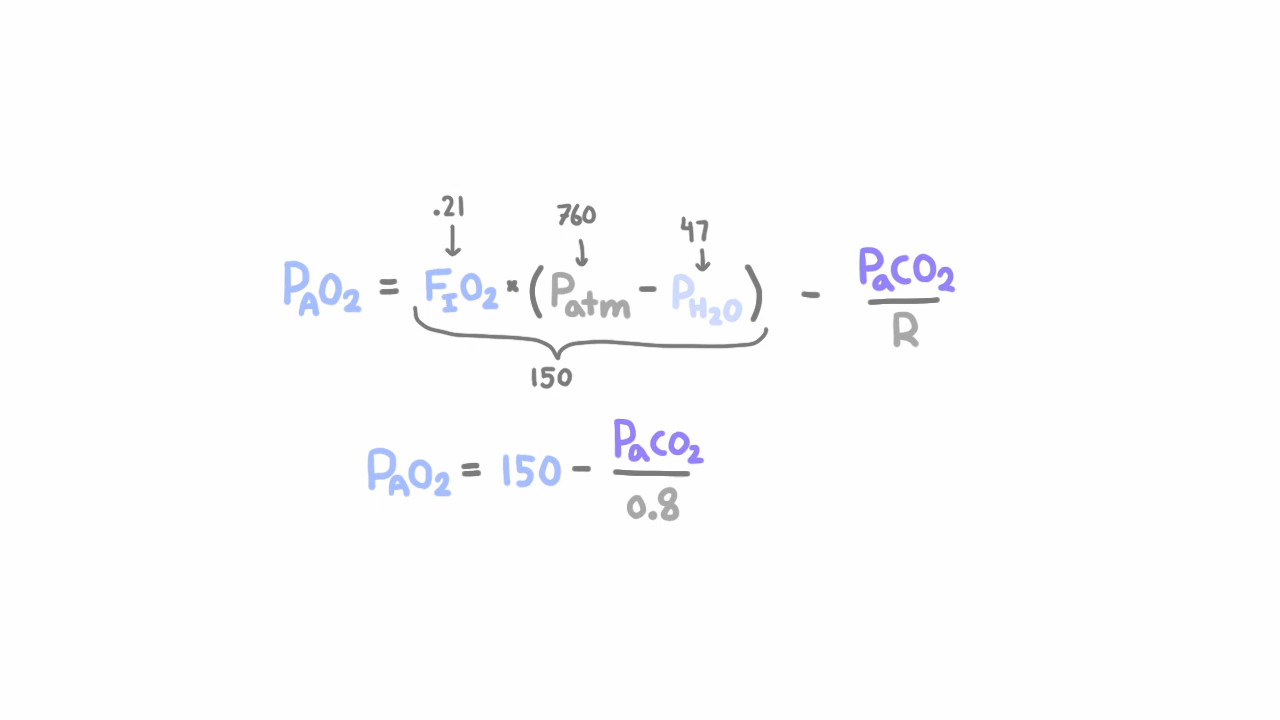 .21 760 47
PAO2 = FIO2 × (Patm - PH2O) - PaCO2
R
150
PAO2 = 150 - PaCO2
0.8